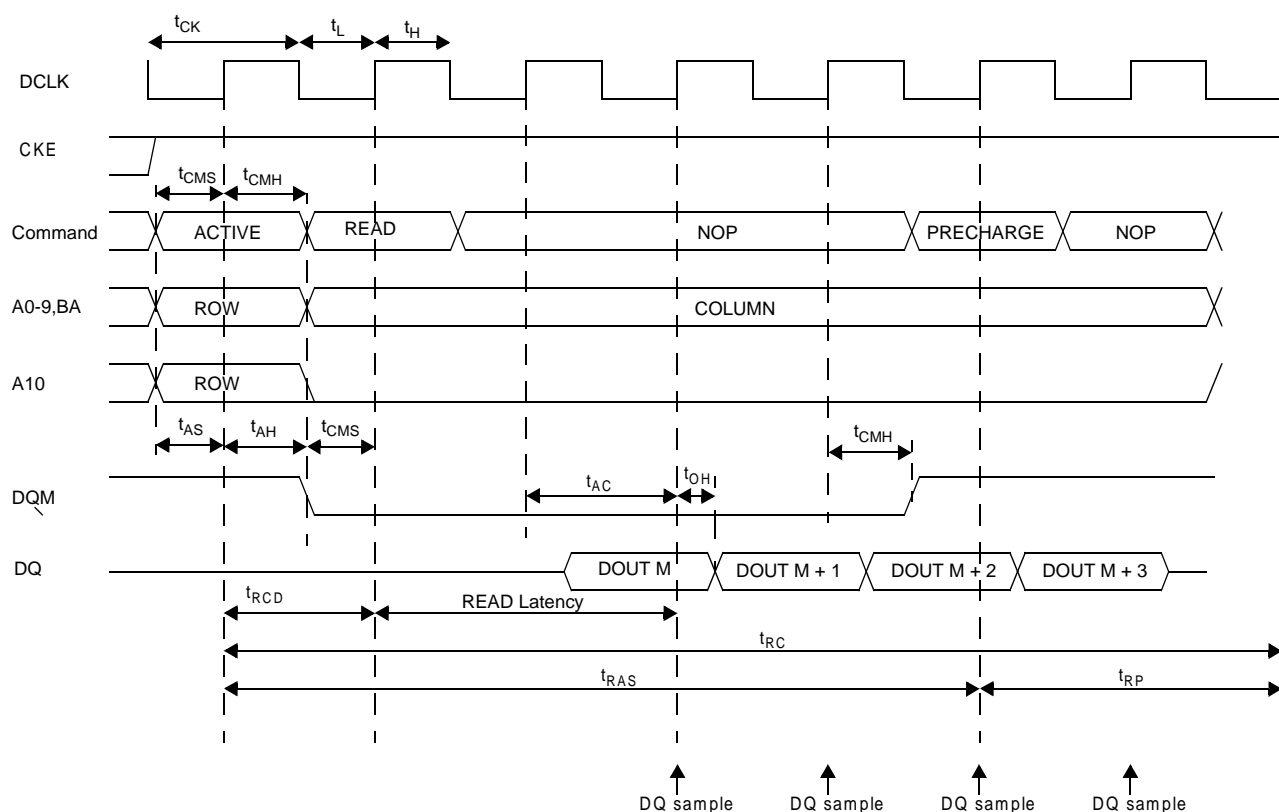 tCK tL tH
DCLK
CKE
tCMS tCMH
Command ACTIVE READ NOP PRECHARGE NOP
A0-9,BA ROW COLUMN
A10 ROW
tAS tAH tCMS tCMH
DQM tAC tOH
DQ DOUT M DOUT M + 1 DOUT M + 2 DOUT M + 3
tRCD READ Latency
tRC
tRAS tRP
DQ sample DQ sample DQ sample DQ sample